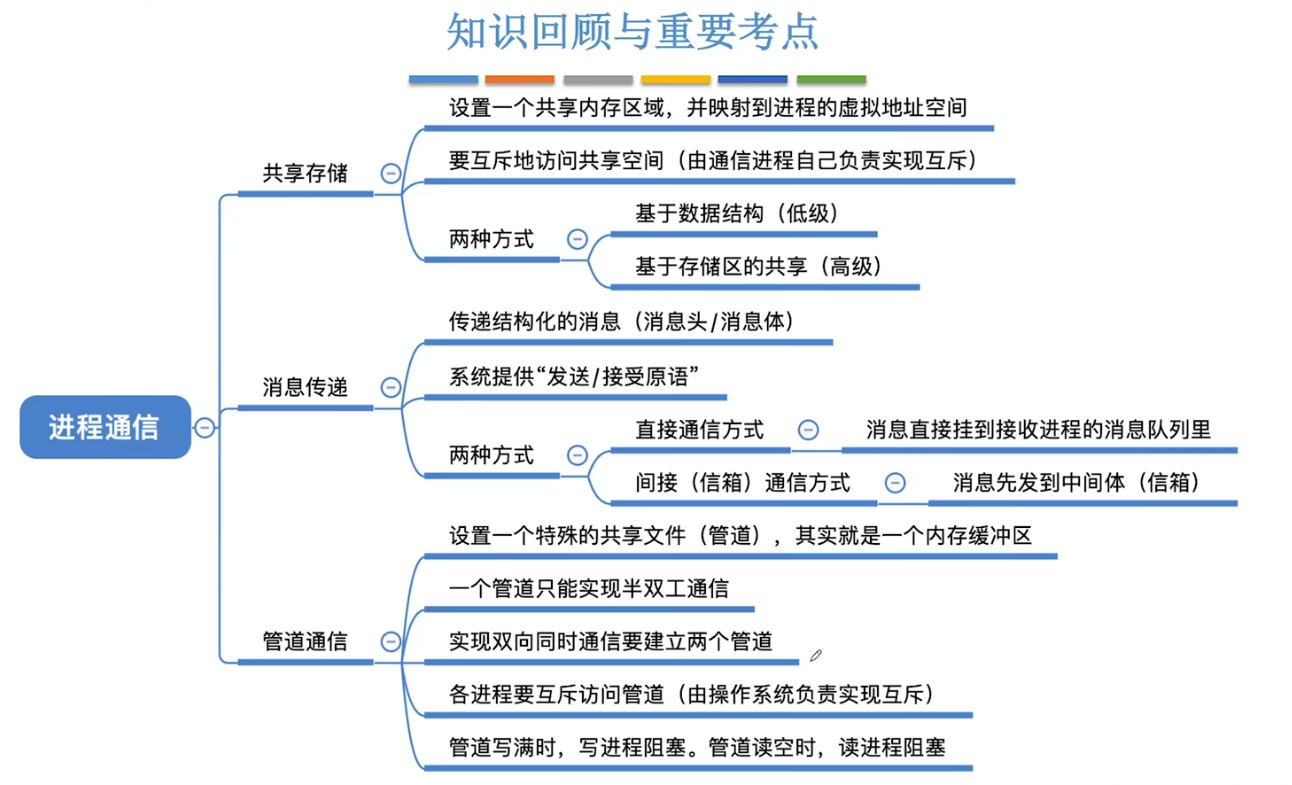 知识回顾与重要考点
进程通信
共享存储
设置一个共享内存区域，并映射到进程的虚拟地址空间
要互斥地访问共享空间（由通信进程自己负责实现互斥）
两种方式
基于数据结构（低级）
基于存储区的共享（高级）
消息传递
传递结构化的消息（消息头/消息体）
系统提供“发送/接受原语”
两种方式
直接通信方式
消息直接挂到接收进程的消息队列里
间接（信箱）通信方式
消息先发到中间体（信箱）
管道通信
设置一个特殊的共享文件（管道），其实就是一个内存缓冲区
一个管道只能实现半双工通信
实现双向同时通信要建立两个管道
各进程要互斥访问管道（由操作系统负责实现互斥）
管道写满时，写进程阻塞。管道读空时，读进程阻塞